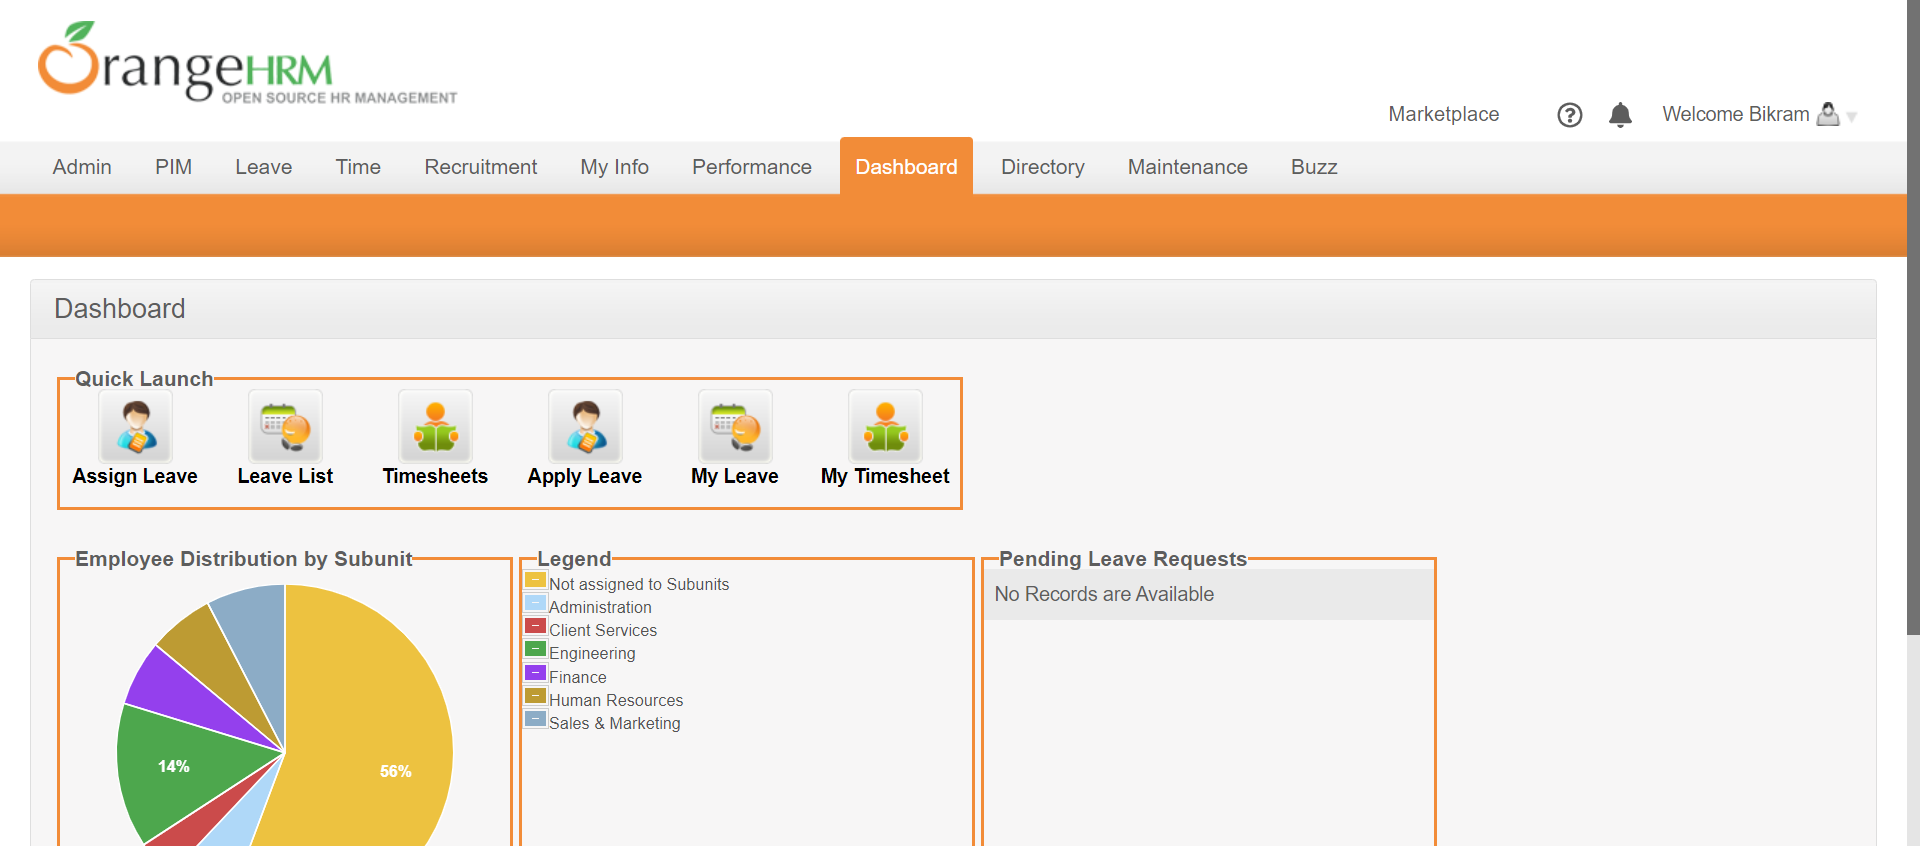 OrangeHRM
OPEN SOURCE HR MANAGEMENT
Marketplace
?
Welcome Bikram
Admin PIM Leave Time Recruitment My Info Performance Dashboard Directory Maintenance Buzz
Dashboard
Quick Launch
Assign Leave Leave List Timesheets Apply Leave My Leave My Timesheet
Employee Distribution by Subunit
14%
56%
Legend
Not assigned to Subunits
Administration
Client Services
Engineering
Finance
Human Resources
Sales & Marketing
Pending Leave Requests
No Records are Available